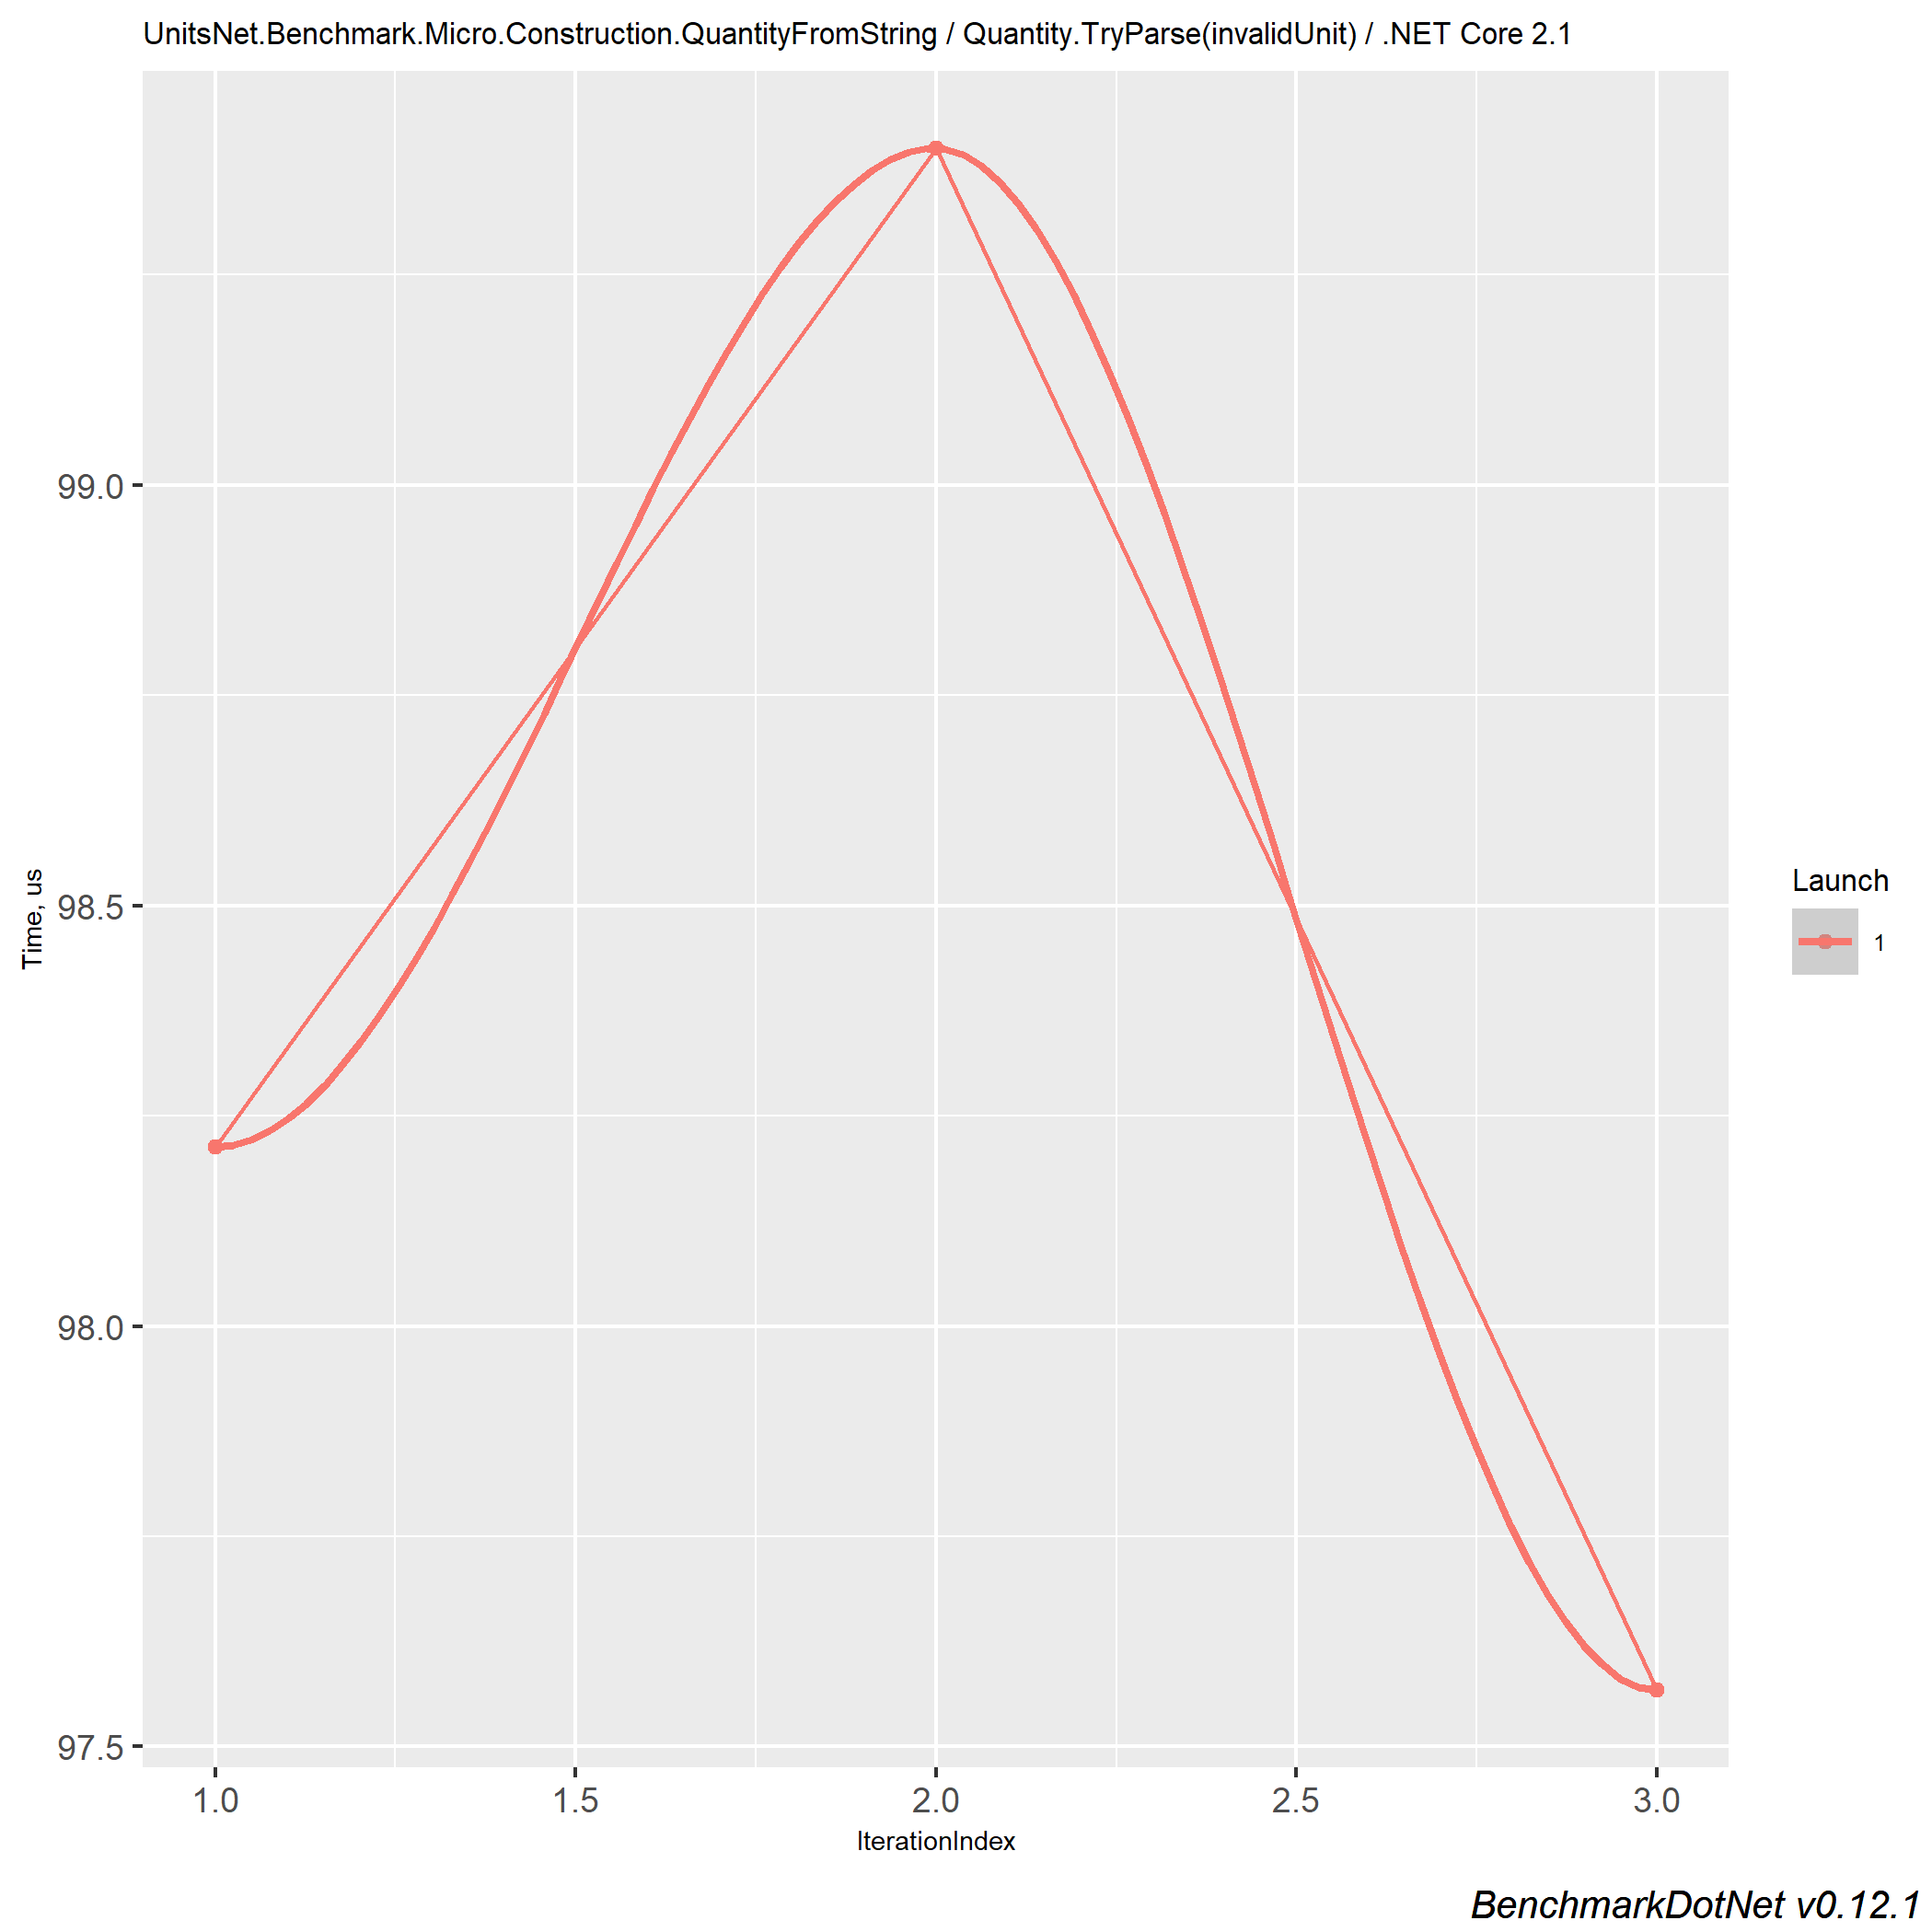 UnitsNet.Benchmark.Micro.Construction.QuantityFromString / Quantity.TryParse(invalidUnit) / .NET Core 2.1
99.0
98.5
98.0
97.5
Time, us
1.0 1.5 2.0 2.5 3.0
IterationIndex
Launch
1
BenchmarkDotNet v0.12.1